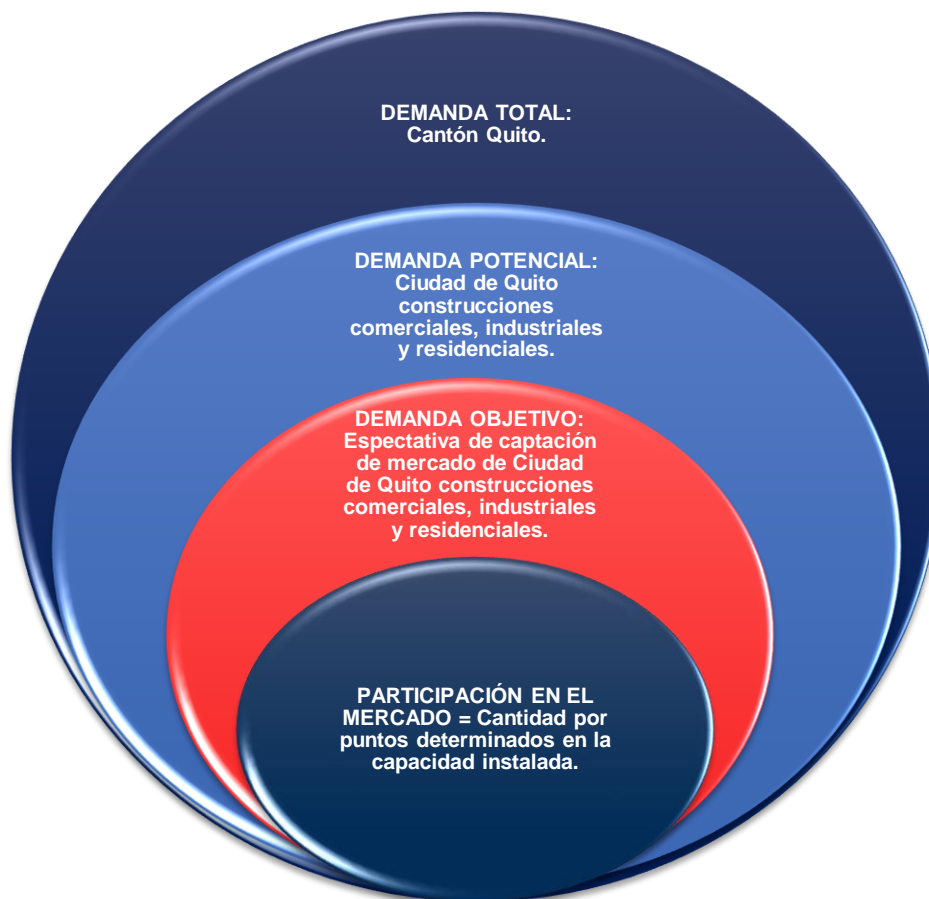 DEMANDA TOTAL:
Cantón Quito.
DEMANDA POTENCIAL:
Ciudad de Quito
construcciones
comerciales, industriales
y residenciales.
DEMANDA OBJETIVO:
Espectativa de captación
de mercado de Ciudad
de Quito construcciones
comerciales, industriales
y residenciales.
PARTICIPACIÓN EN EL
MERCADO = Cantidad por
puntos determinados en la
capacidad instalada.